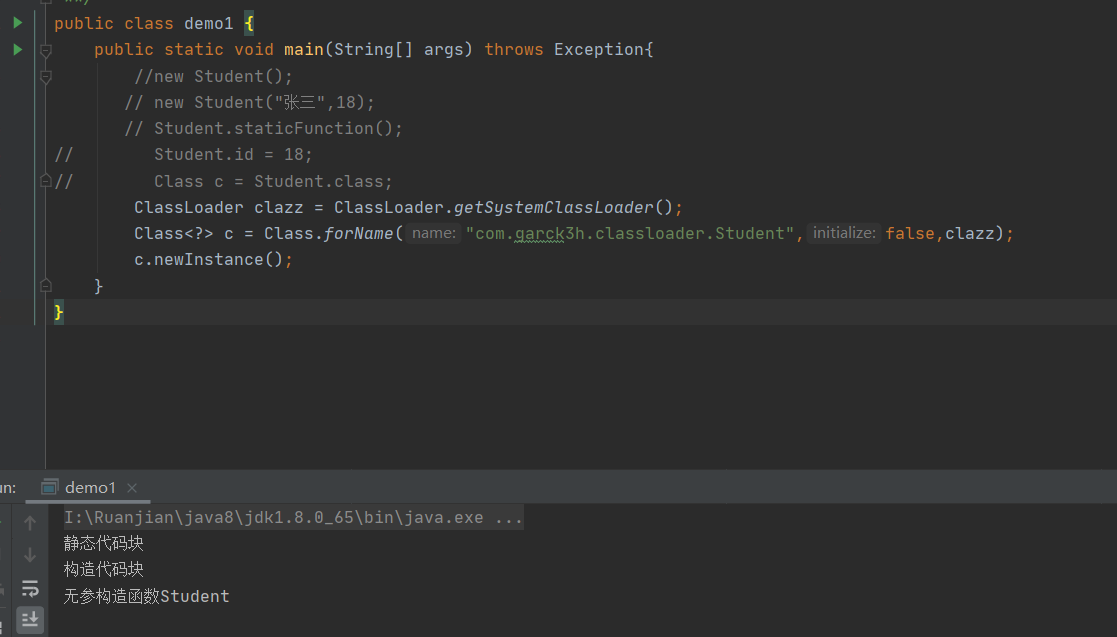 **/
public class demo1 {
public static void main(String[] args) throws Exception{
//new Student();
// new Student("张三",18);
// Student.staticFunction();
// Student.id = 18;
// Class c = Student.class;
ClassLoader clazz = ClassLoader.getSystemClassLoader();
Class<?> c = Class.forName( name: "com.qarck3h.classloader.Student", initialize: false,clazz);
c.newInstance();
}
}
un: demo1 ×
I:\Ruanjian\java8\jdk1.8.0_65\bin\java.exe ...
静态代码块
构造代码块
无参构造函数Student